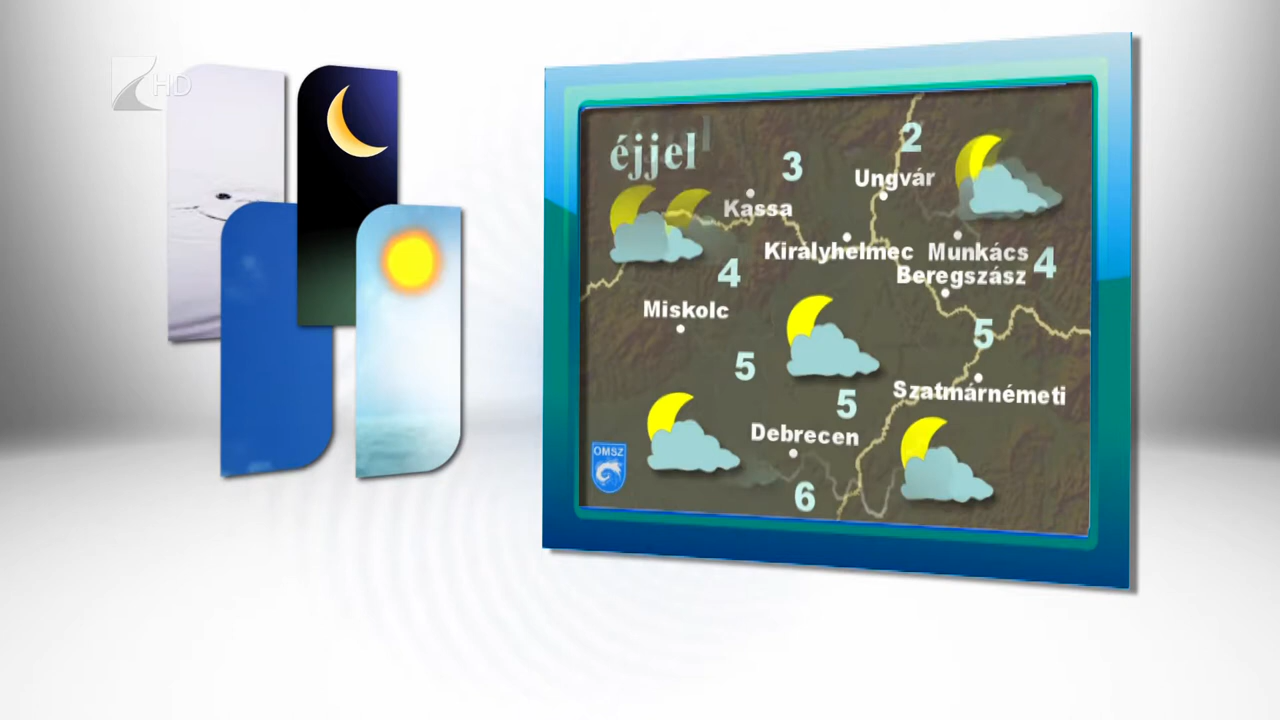 HD
éjjel
2
3
Ungvár
Kassa
Királyhelmec
Munkács
4
4
Beregszász
Miskolc
5
5
Szatmárnémeti
5
Debrecen
OMSZ
6